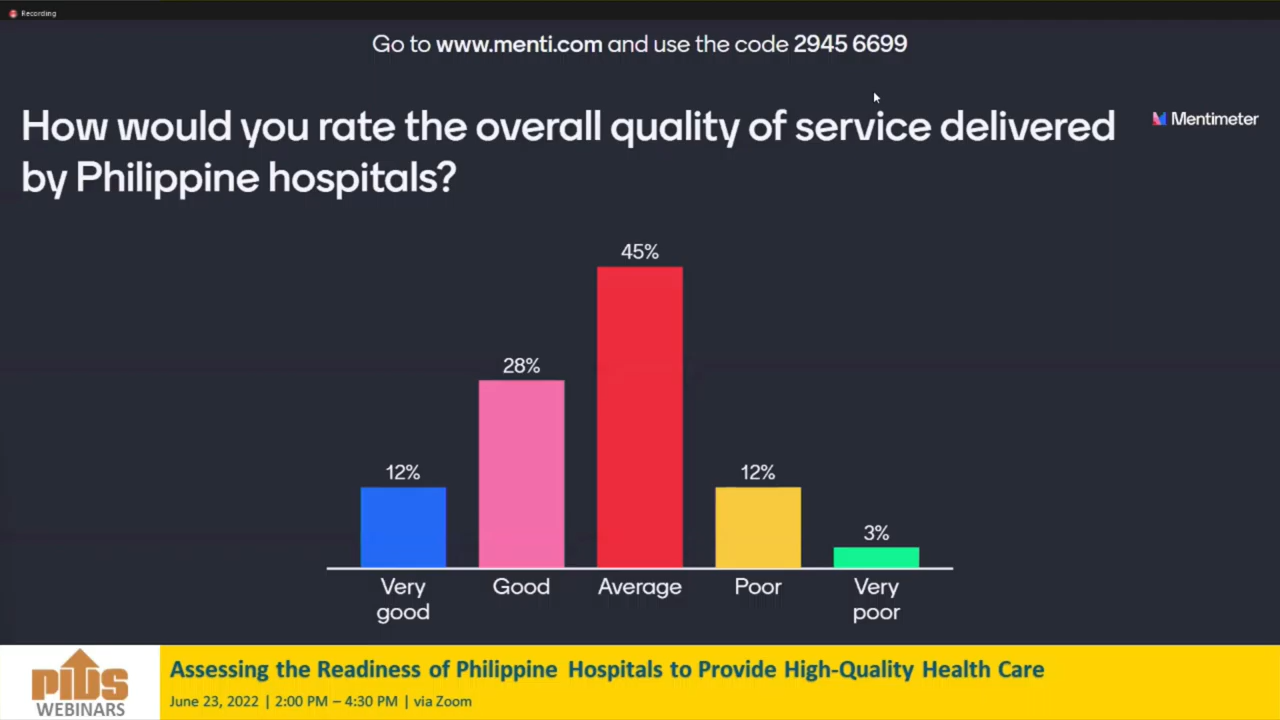 Recording
Go to www.menti.com and use the code 2945 6699
How would you rate the overall quality of service delivered
by Philippine hospitals?
Mentimeter
45%
28%
12%
12%
3%
Very
good
Good
Average
Poor
Very
poor
PIDS
WEBINARS
Assessing the Readiness of Philippine Hospitals to Provide High-Quality Health Care
June 23, 2022 | 2:00 PM – 4:30 PM | via Zoom